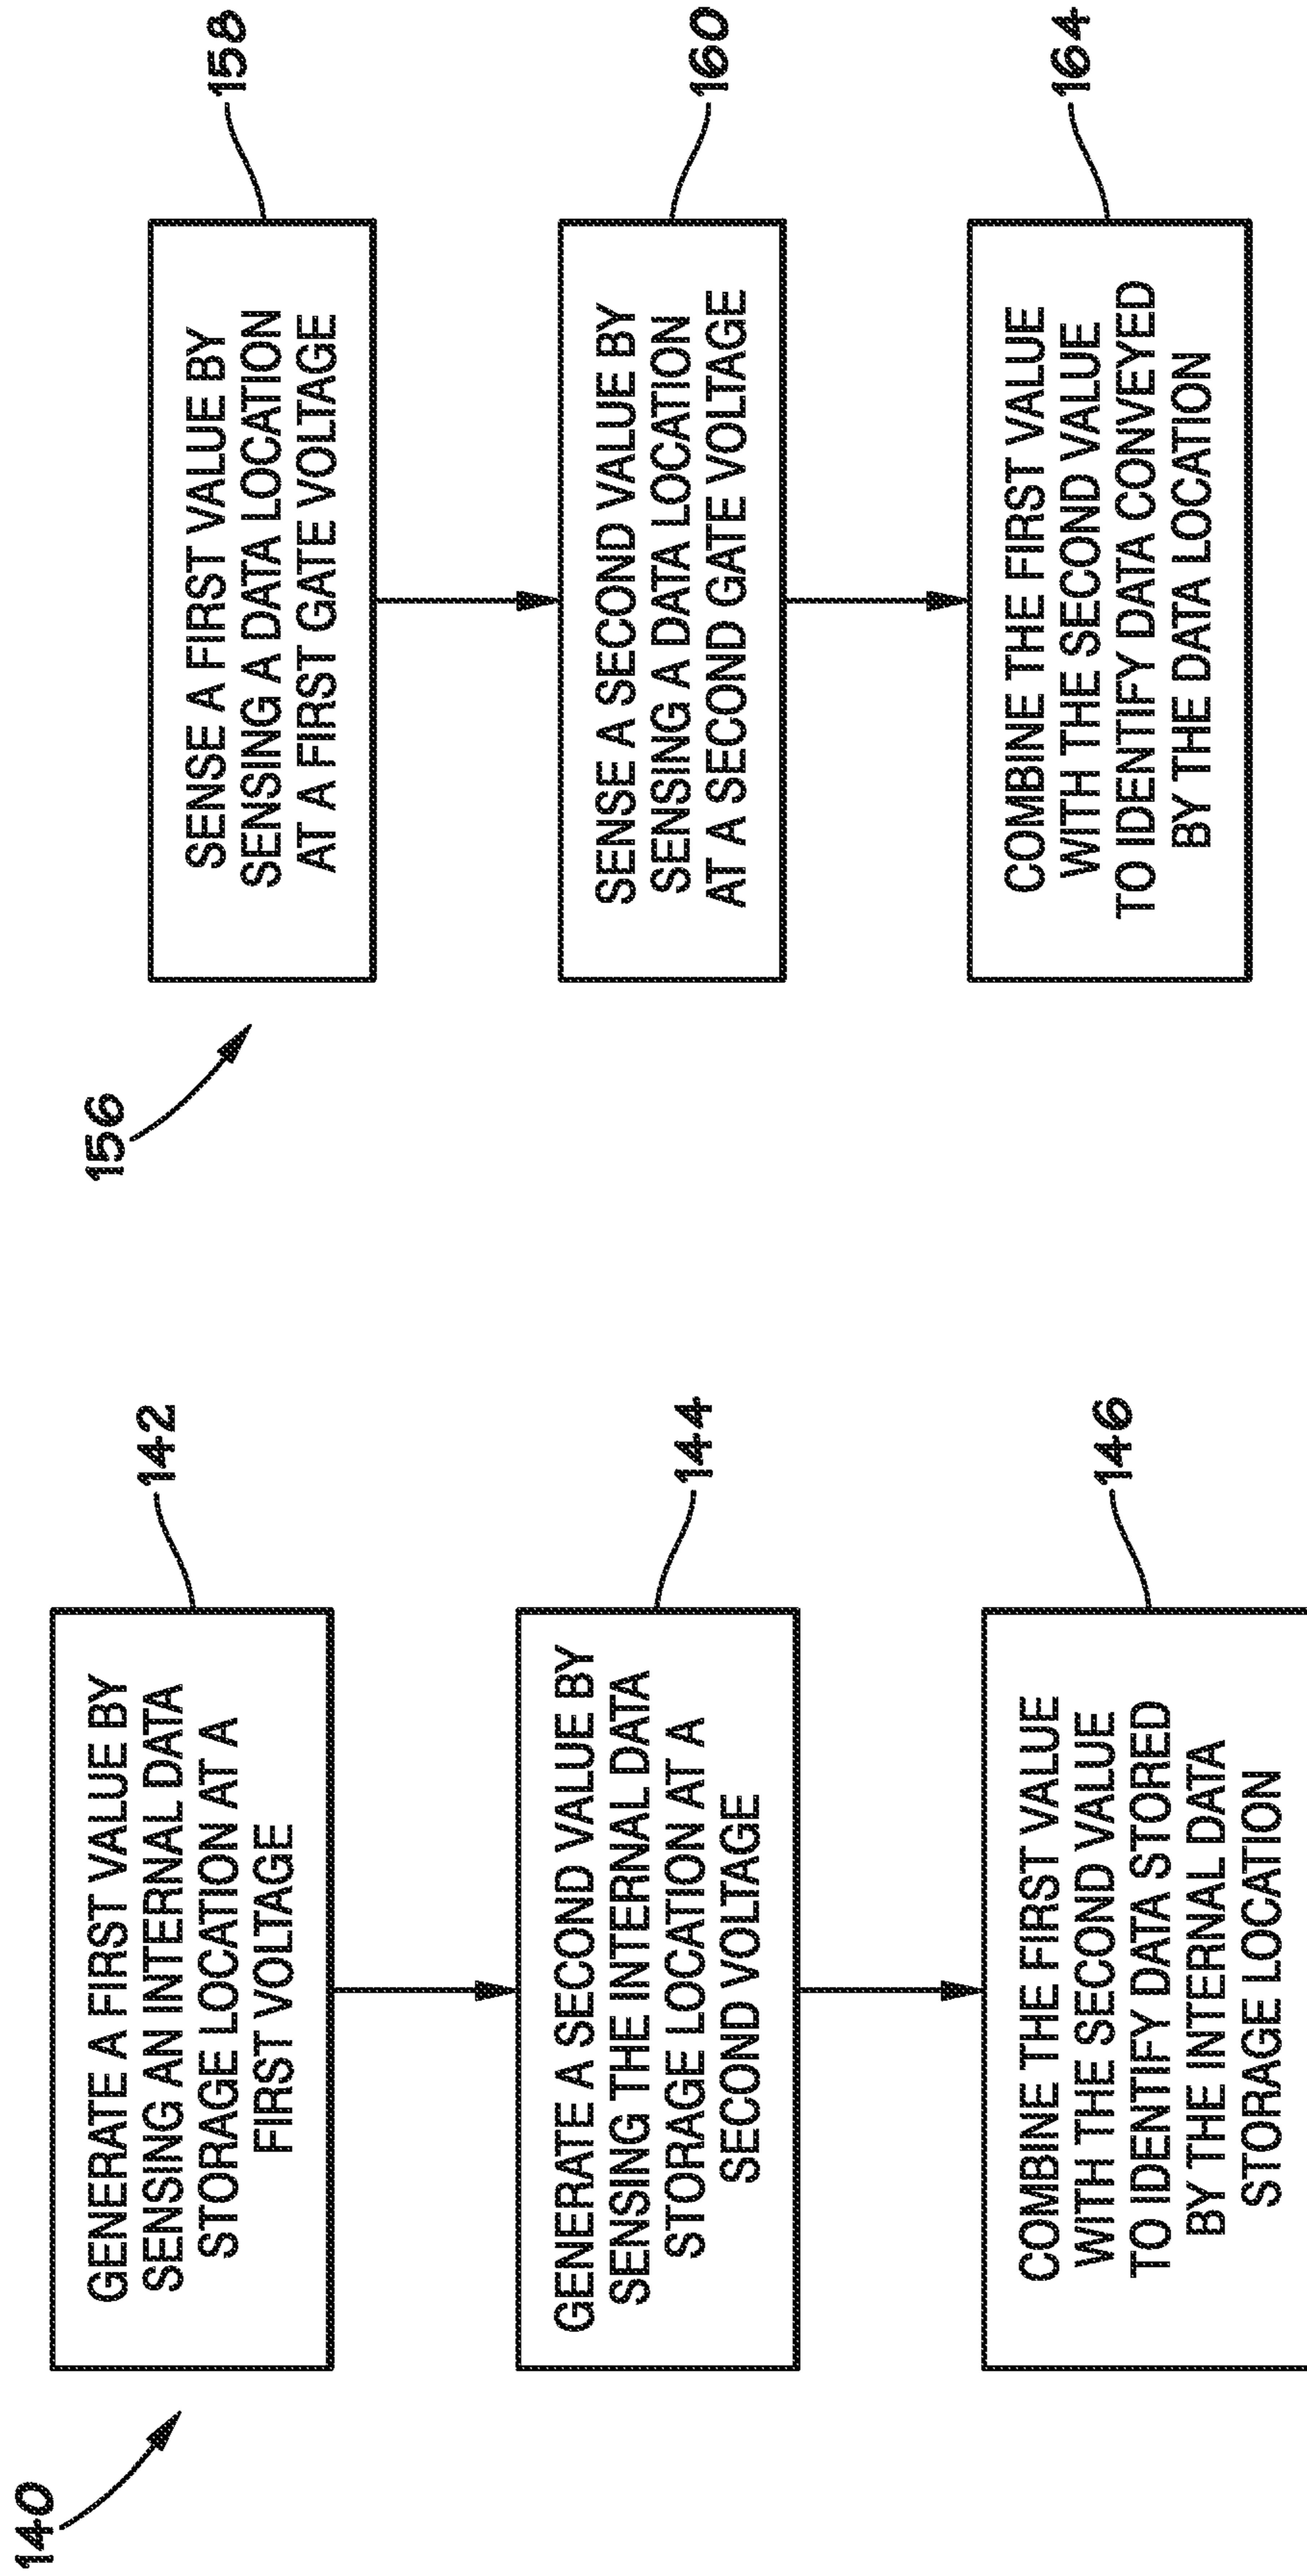 140
GENERATE A FIRST VALUE BY
SENSING AN INTERNAL DATA
STORAGE LOCATION AT A
FIRST VOLTAGE
142
GENERATE A SECOND VALUE BY
SENSING THE INTERNAL DATA
STORAGE LOCATION AT A
SECOND VOLTAGE
144
COMBINE THE FIRST VALUE
WITH THE SECOND VALUE
TO IDENTIFY DATA STORED
BY THE INTERNAL DATA
STORAGE LOCATION
146
156
SENSE A FIRST VALUE BY
SENSING A DATA LOCATION
AT A FIRST GATE VOLTAGE
158
SENSE A SECOND VALUE BY
SENSING A DATA LOCATION
AT A SECOND GATE VOLTAGE
160
COMBINE THE FIRST VALUE
WITH THE SECOND VALUE
TO IDENTIFY DATA CONVEYED
BY THE DATA LOCATION
164